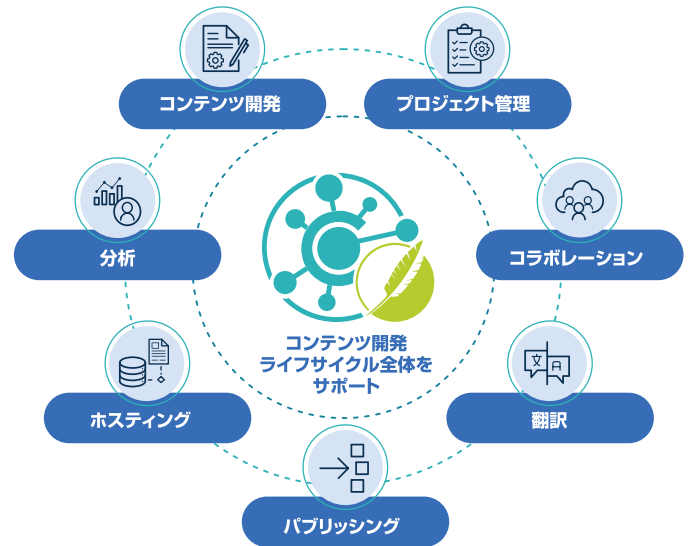 コンテンツ開発
プロジェクト管理
分析
コラボレーション
コンテンツ開発
ライフサイクル全体を
サポート
ホスティング
翻訳
パブリッシング
文
A